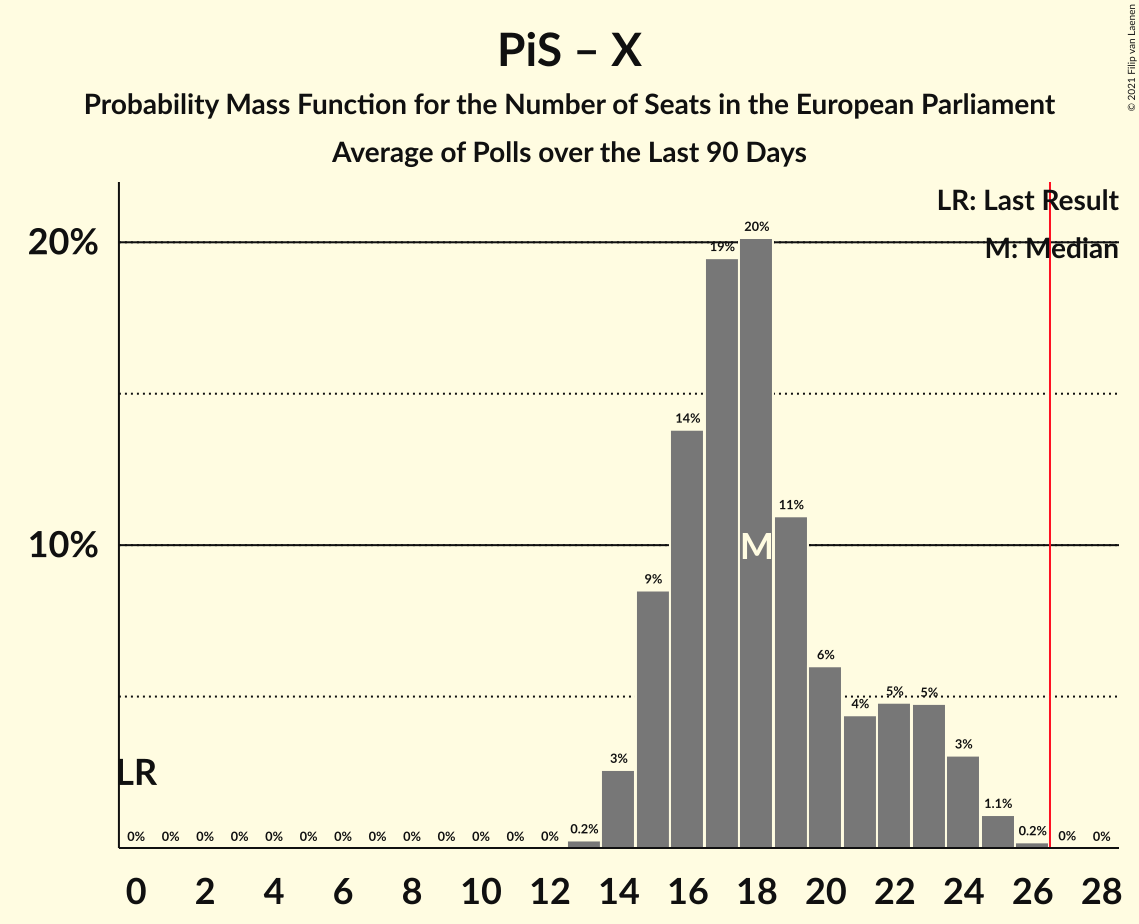 PiS – X
Probability Mass Function for the Number of Seats in the European Parliament
Average of Polls over the Last 90 Days
© 2021 Filip van Laenen
LR: Last Result
M: Median
20%
10%
20%
19%
14%
11%
M
9%
6%
5%
5%
4%
3%
3%
LR
1.1%
0% 0% 0% 0% 0% 0% 0% 0% 0% 0% 0% 0% 0% 0.2% 0.2% 0% 0%
0 2 4 6 8 10 12 14 16 18 20 22 24 26 28